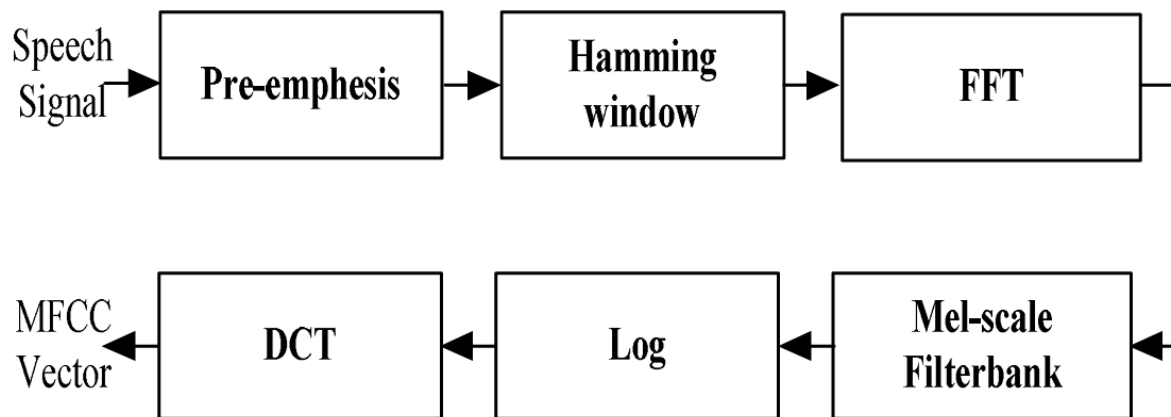 Speech
Signal
Pre-emphesis
Hamming
window
FFT
MFCC
Vector
DCT
Log
Mel-scale
Filterbank